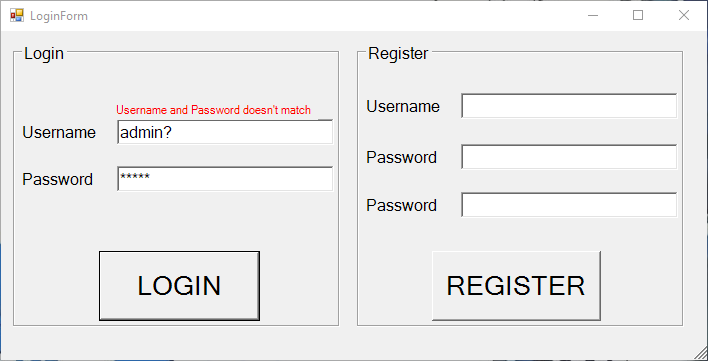 LoginForm
Login
Username and Password doesn't match
Username admin?
Password *****
LOGIN
Register
Username
Password
Password
REGISTER